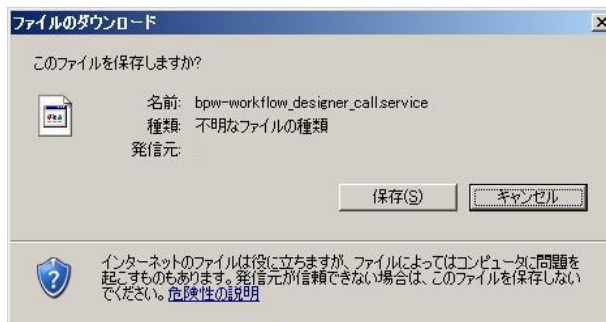 ファイルのダウンロード
このファイルを保存しますか?
名前: bpw-workflow_designer_call.service
種類: 不明なファイルの種類
発信元:
保存(S)
キャンセル
インターネットのファイルは役に立ちますが、ファイルによってはコンピュータに問題を
起こすものもあります。発信元が信頼できない場合は、このファイルを保存しない
でください。危険性の説明